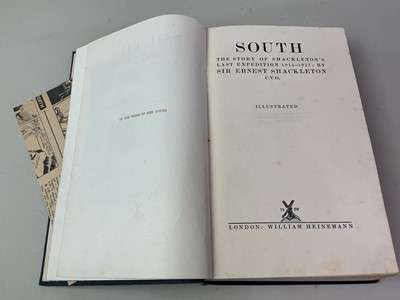 SOUTH
THE STORY OF SHACKLETON'S
LAST EXPEDITION 1914–1917: BY
SIR ERNEST SHACKLETON
C.V.O.
ILLUSTRATED
LONDON: WILLIAM HEINEMANN